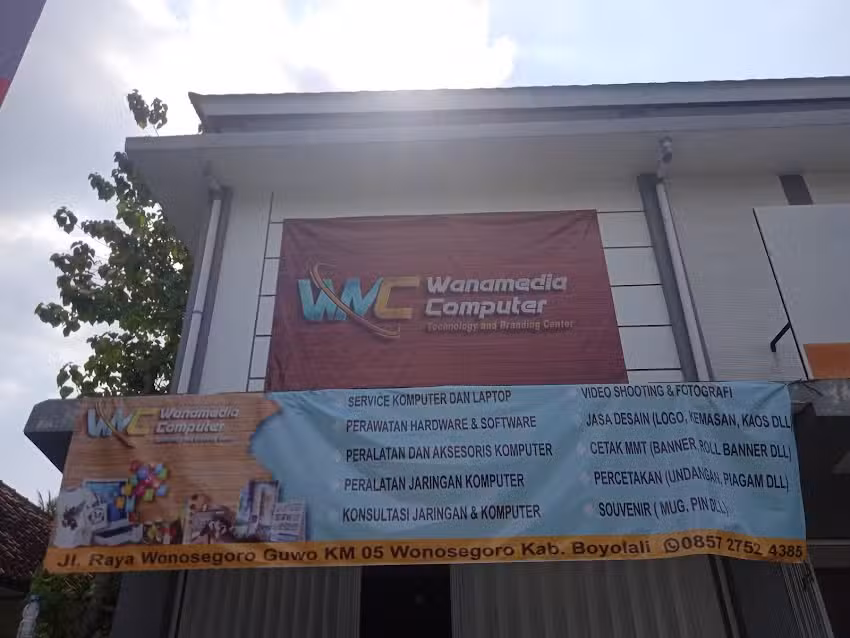 WMC Wanamedia
Computer
Technology and Branding Center
WMC Wanamedia
Computer
SERVICE KOMPUTER DAN LAPTOP
PERAWATAN HARDWARE & SOFTWARE
PERALATAN DAN AKSESORIS KOMPUTER
PERALATAN JARINGAN KOMPUTER
KONSULTASI JARINGAN & KOMPUTER
VIDEO SHOOTING & FOTOGRAFI
JASA DESAIN (LOGO, KEMASAN, KAOS DLL
CETAK MMT (BANNER, ROLL BANNER DLL)
PERCETAKAN (UNDANGAN, PIAGAM DLL)
SOUVENIR ( MUG, PIN DLL)
Jl. Raya Wonosegoro Guwo KM 05 Wonosegoro Kab. Boyolali 0857 2752 4385